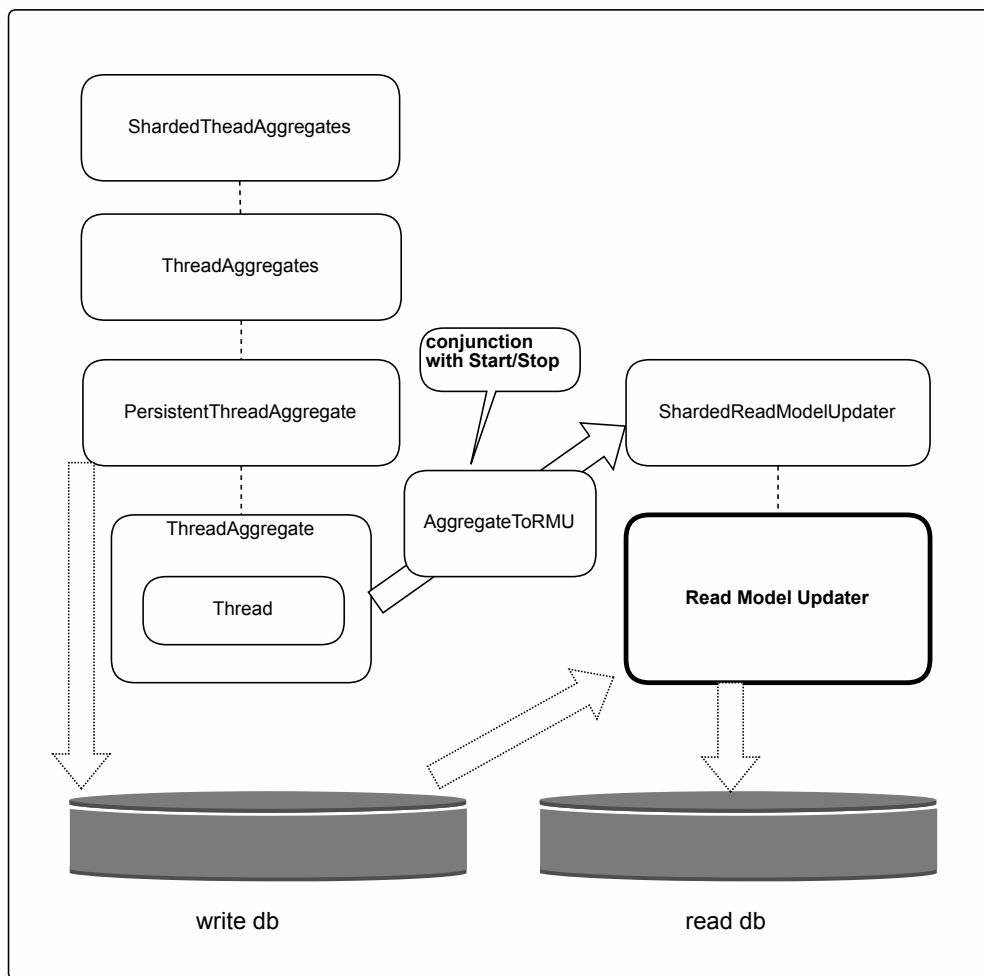 ShardedTheadAggregates
ThreadAggregates
conjunction
with Start/Stop
PersistentThreadAggregate
ShardedReadModelUpdater
AggregateToRMU
ThreadAggregate
Thread
Read Model Updater
write db
read db